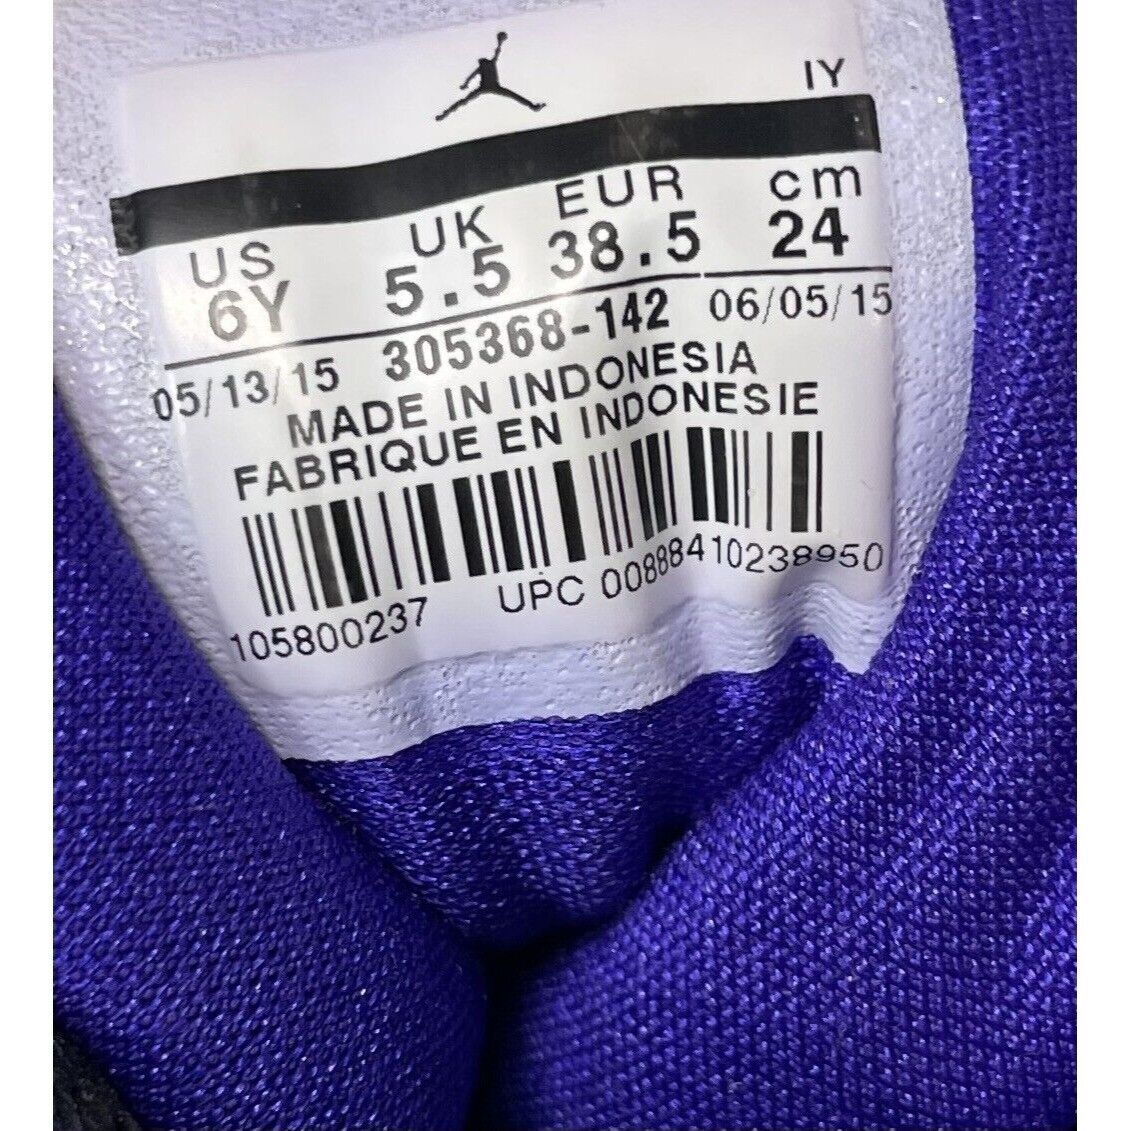 IY
US UK EUR cm
6Y 5.5 38.5 24
05/13/15 305368-142 06/05/15
MADE IN INDONESIA
FABRIQUE EN INDONESIE
105800237 UPC 00888410238950